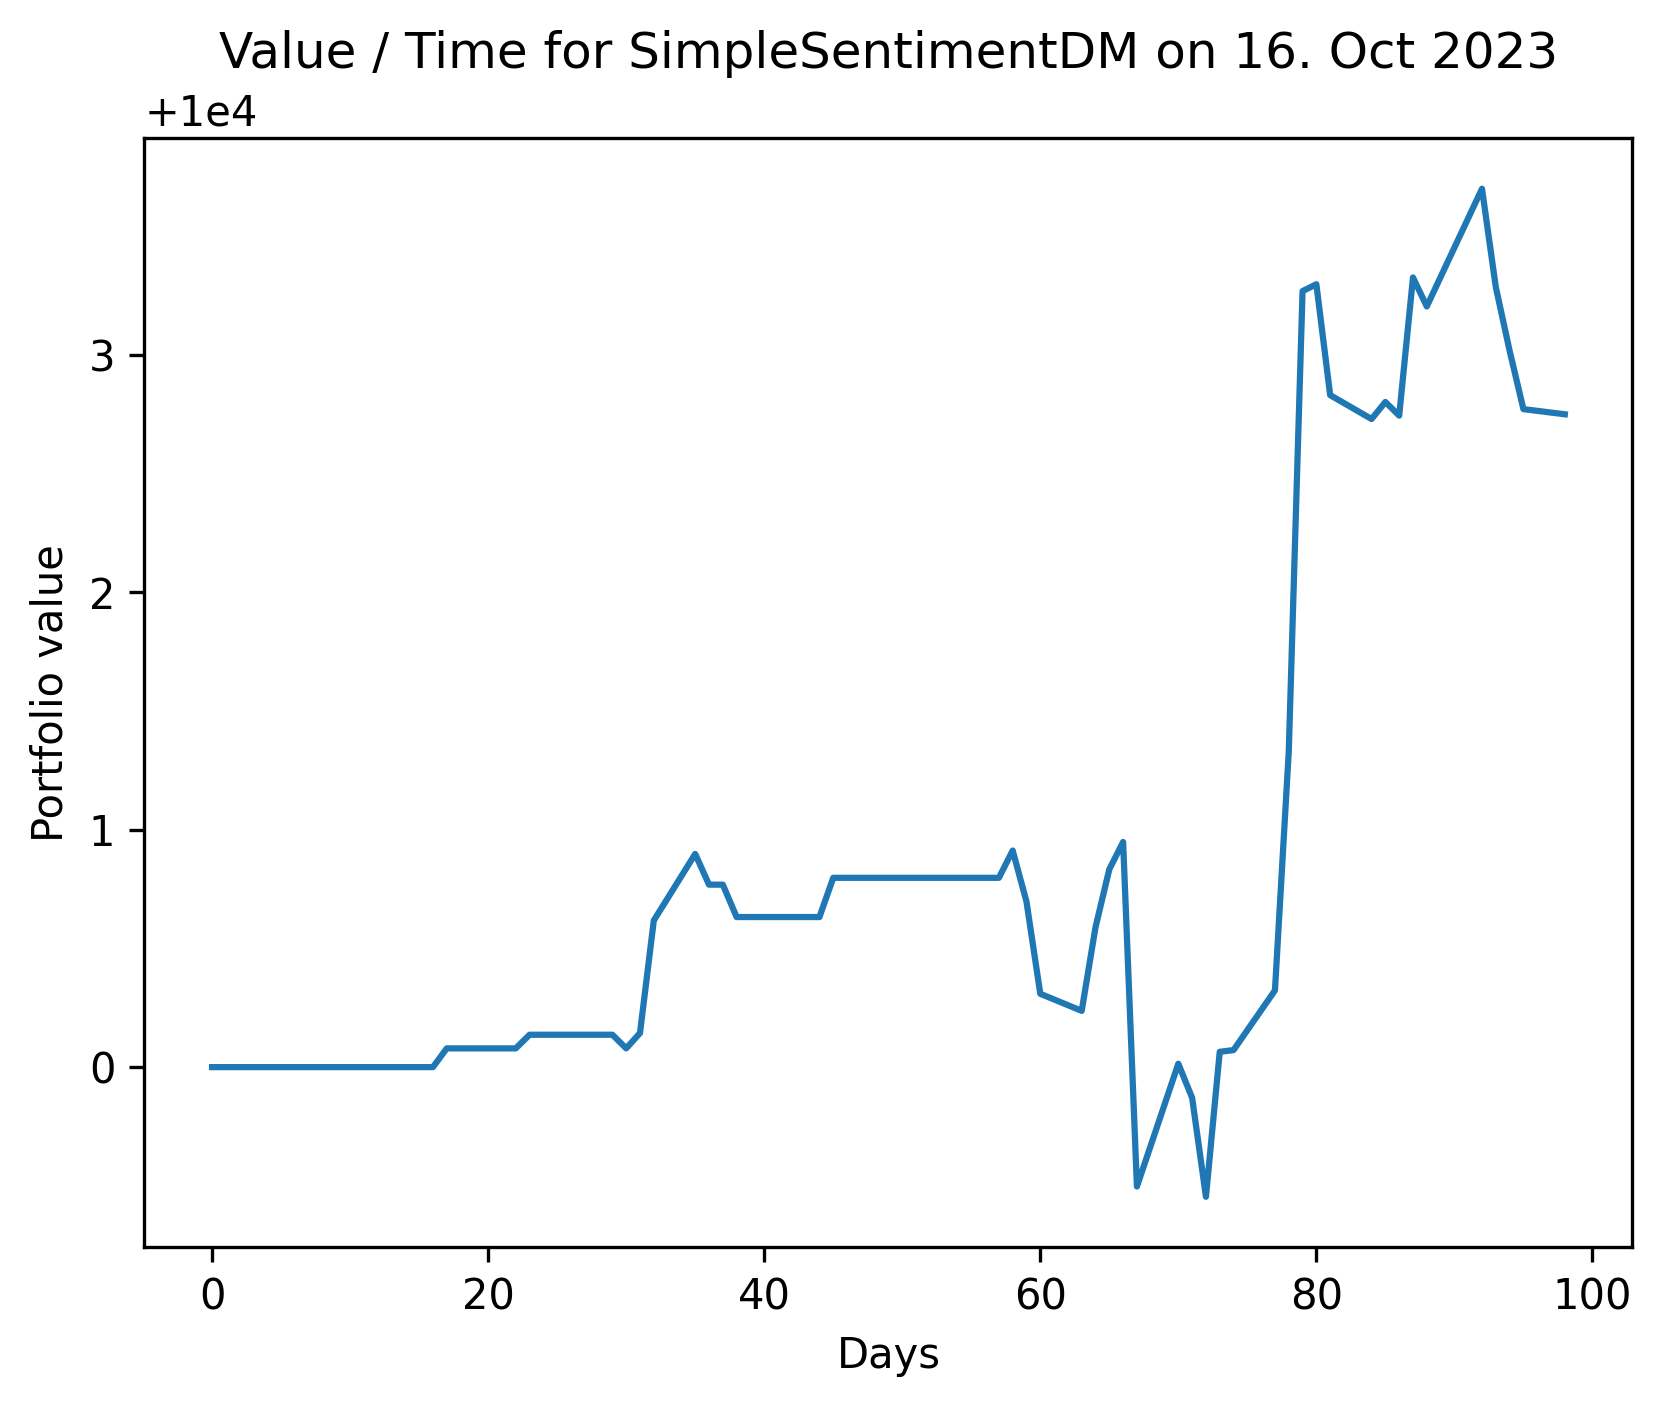 Value / Time for SimpleSentimentDM on 16. Oct 2023
+1e4
3
2
1
0
Portfolio value
0 20 40 60 80 100
Days